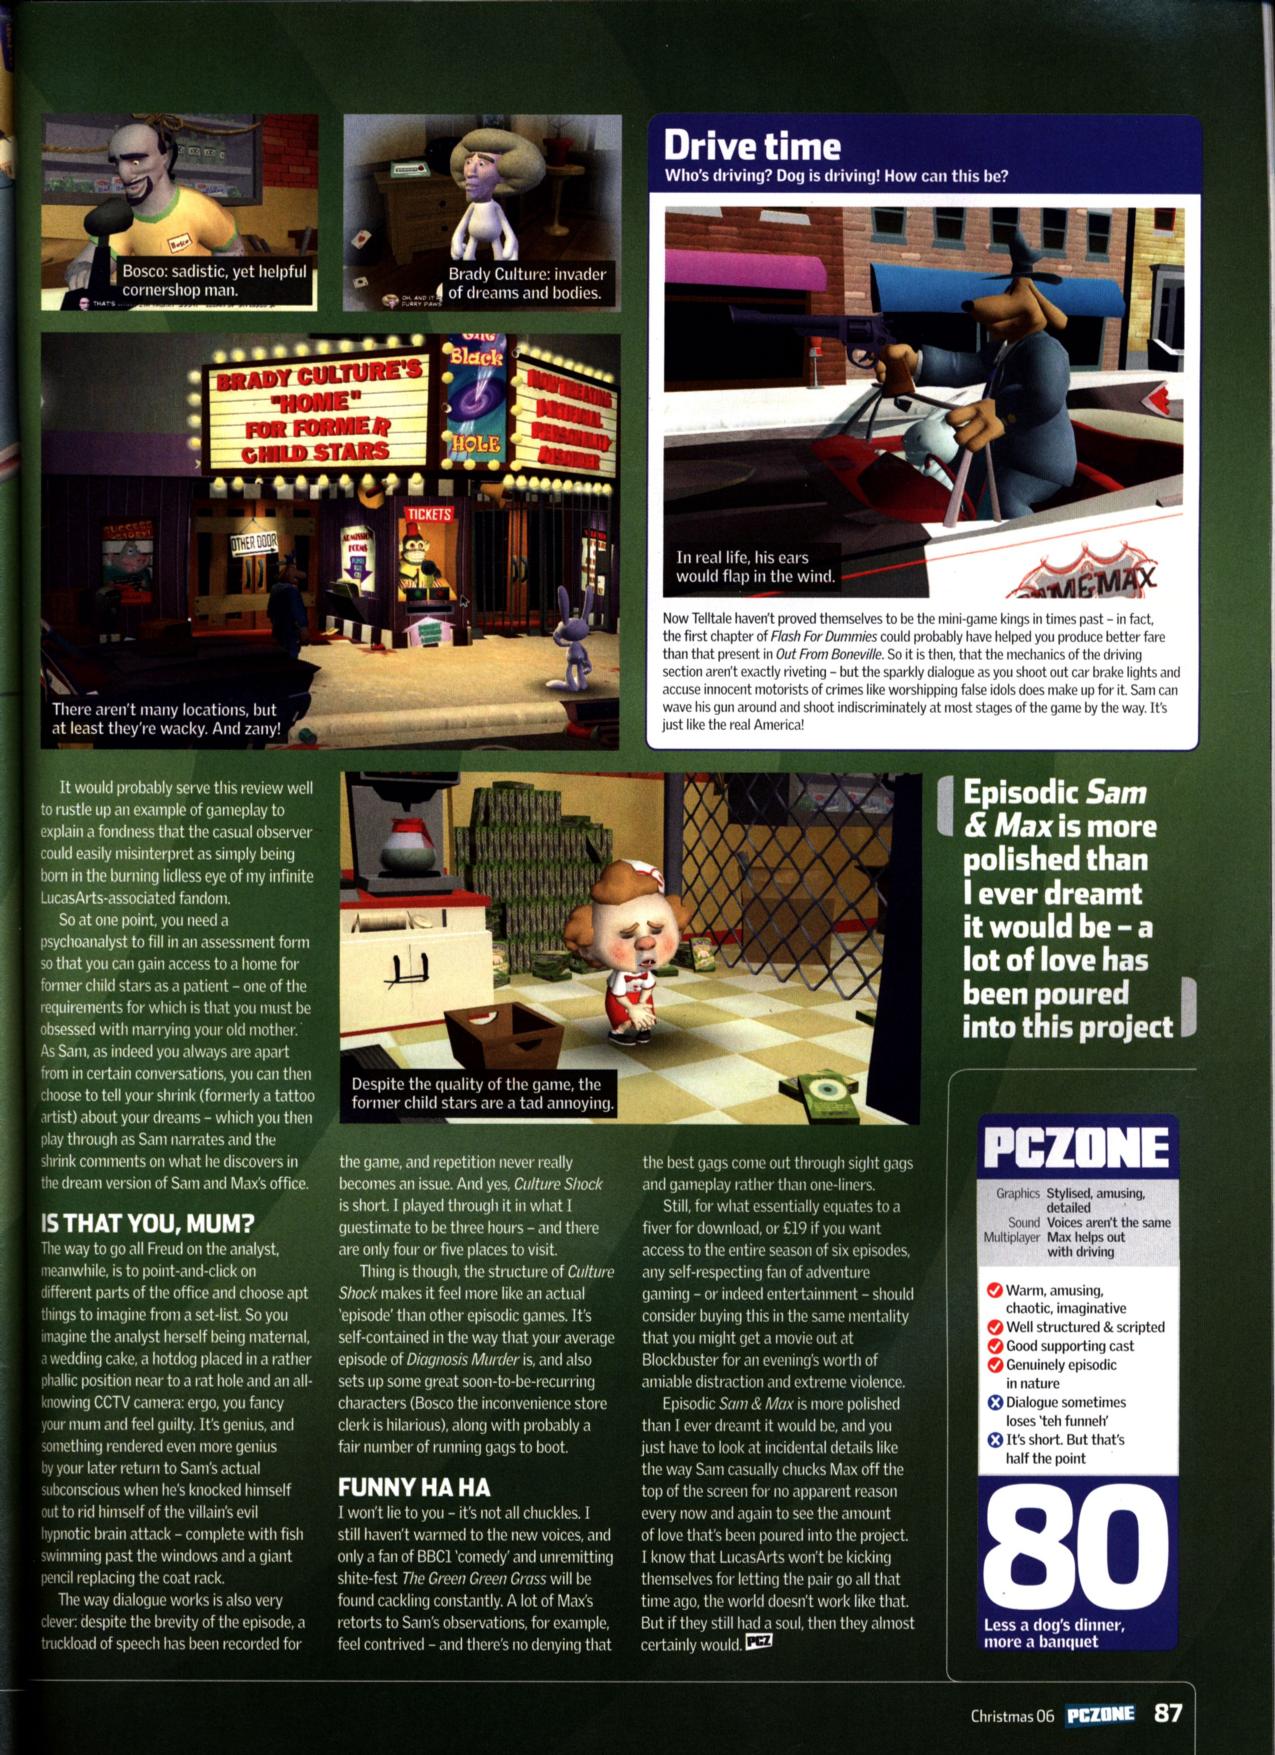 Bosco: sadistic, yet helpful
cornershop man.
THAT'S
Brady Culture: invader
of dreams and bodies.
OH, AND IT'S
FURRY PAWS
BRADY CULTURE'S
"HOME"
FOR FORMER
CHILD STARS
Black
HOLE
TICKETS
OTHER DOOR
There aren't many locations, but
at least they're wacky. And zany!
Drive time
Who's driving? Dog is driving! How can this be?
In real life, his ears
would flap in the wind.
Now Telltale haven't proved themselves to be the mini-game kings in times past – in fact,
the first chapter of Flash For Dummies could probably have helped you produce better fare
than that present in Out From Boneville. So it is then, that the mechanics of the driving
section aren't exactly riveting – but the sparkly dialogue as you shoot out car brake lights and
accuse innocent motorists of crimes like worshipping false idols does make up for it. Sam can
wave his gun around and shoot indiscriminately at most stages of the game by the way. It's
just like the real America!
It would probably serve this review well
to rustle up an example of gameplay to
explain a fondness that the casual observer
could easily misinterpret as simply being
born in the burning lidless eye of my infinite
LucasArts-associated fandom.
So at one point, you need a
psychoanalyst to fill in an assessment form
so that you can gain access to a home for
former child stars as a patient – one of the
requirements for which is that you must be
obsessed with marrying your old mother.
As Sam, as indeed you always are apart
from in certain conversations, you can then
choose to tell your shrink (formerly a tattoo
artist) about your dreams – which you then
play through as Sam narrates and the
shrink comments on what he discovers in
the dream version of Sam and Max's office.
IS THAT YOU, MUM?
The way to go all Freud on the analyst,
meanwhile, is to point-and-click on
different parts of the office and choose apt
things to imagine from a set-list. So you
imagine the analyst herself being maternal,
a wedding cake, a hotdog placed in a rather
phallic position near to a rat hole and an all-
knowing CCTV camera: ergo, you fancy
your mum and feel guilty. It's genius, and
something rendered even more genius
by your later return to Sam's actual
subconscious when he's knocked himself
out to rid himself of the villain's evil
hypnotic brain attack – complete with fish
swimming past the windows and a giant
pencil replacing the coat rack.
The way dialogue works is also very
clever: despite the brevity of the episode, a
truckload of speech has been recorded for
Despite the quality of the game, the
former child stars are a tad annoying.
the game, and repetition never really
becomes an issue. And yes, Culture Shock
is short. I played through it in what I
guestimate to be three hours – and there
are only four or five places to visit.
Thing is though, the structure of Culture
Shock makes it feel more like an actual
'episode' than other episodic games. It's
self-contained in the way that your average
episode of Diagnosis Murder is, and also
sets up some great soon-to-be-recurring
characters (Bosco the inconvenience store
clerk is hilarious), along with probably a
fair number of running gags to boot.
FUNNY HA HA
I won't lie to you – it's not all chuckles. I
still haven't warmed to the new voices, and
only a fan of BBC1 'comedy' and unremitting
shite-fest The Green Green Grass will be
found cackling constantly. A lot of Max's
retorts to Sam's observations, for example,
feel contrived – and there's no denying that
the best gags come out through sight gags
and gameplay rather than one-liners.
Still, for what essentially equates to a
fiver for download, or £19 if you want
access to the entire season of six episodes,
any self-respecting fan of adventure
gaming – or indeed entertainment – should
consider buying this in the same mentality
that you might get a movie out at
Blockbuster for an evening's worth of
amiable distraction and extreme violence.
Episodic Sam & Max is more polished
than I ever dreamt it would be, and you
just have to look at incidental details like
the way Sam casually chucks Max off the
top of the screen for no apparent reason
every now and again to see the amount
of love that's been poured into the project.
I know that LucasArts won't be kicking
themselves for letting the pair go all that
time ago, the world doesn't work like that.
But if they still had a soul, then they almost
certainly would. PCZ
Episodic Sam
& Max is more
polished than
I ever dreamt
it would be – a
lot of love has
been poured
into this project
PCZONE
Graphics Stylised, amusing,
detailed
Sound Voices aren't the same
Multiplayer Max helps out
with driving
Warm, amusing,
chaotic, imaginative
Well structured & scripted
Good supporting cast
Genuinely episodic
in nature
Dialogue sometimes
loses 'teh funneh'
It's short. But that's
half the point
80
Less a dog's dinner,
more a banquet
Christmas 06 PCZONE 87